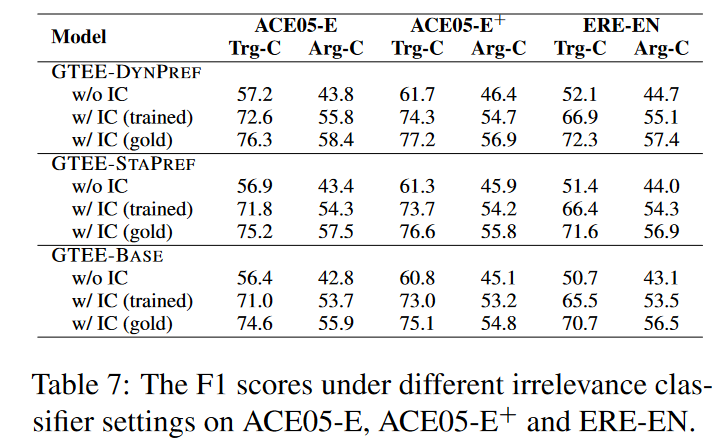 Model ACE05-E ACE05-E+ ERE-EN
Trg-C Arg-C Trg-C Arg-C Trg-C Arg-C
GTEE-DYNPREF
w/o IC 57.2 43.8 61.7 46.4 52.1 44.7
w/ IC (trained) 72.6 55.8 74.3 54.7 66.9 55.1
w/ IC (gold) 76.3 58.4 77.2 56.9 72.3 57.4
GTEE-STAPREF
w/o IC 56.9 43.4 61.3 45.9 51.4 44.0
w/ IC (trained) 71.8 54.3 73.7 54.2 66.4 54.3
w/ IC (gold) 75.2 57.5 76.6 55.8 71.6 56.9
GTEE-BASE
w/o IC 56.4 42.8 60.8 45.1 50.7 43.1
w/ IC (trained) 71.0 53.7 73.0 53.2 65.5 53.5
w/ IC (gold) 74.6 55.9 75.1 54.8 70.7 56.5
Table 7: The F1 scores under different irrelevance clas-
sifier settings on ACE05-E, ACE05-E+ and ERE-EN.